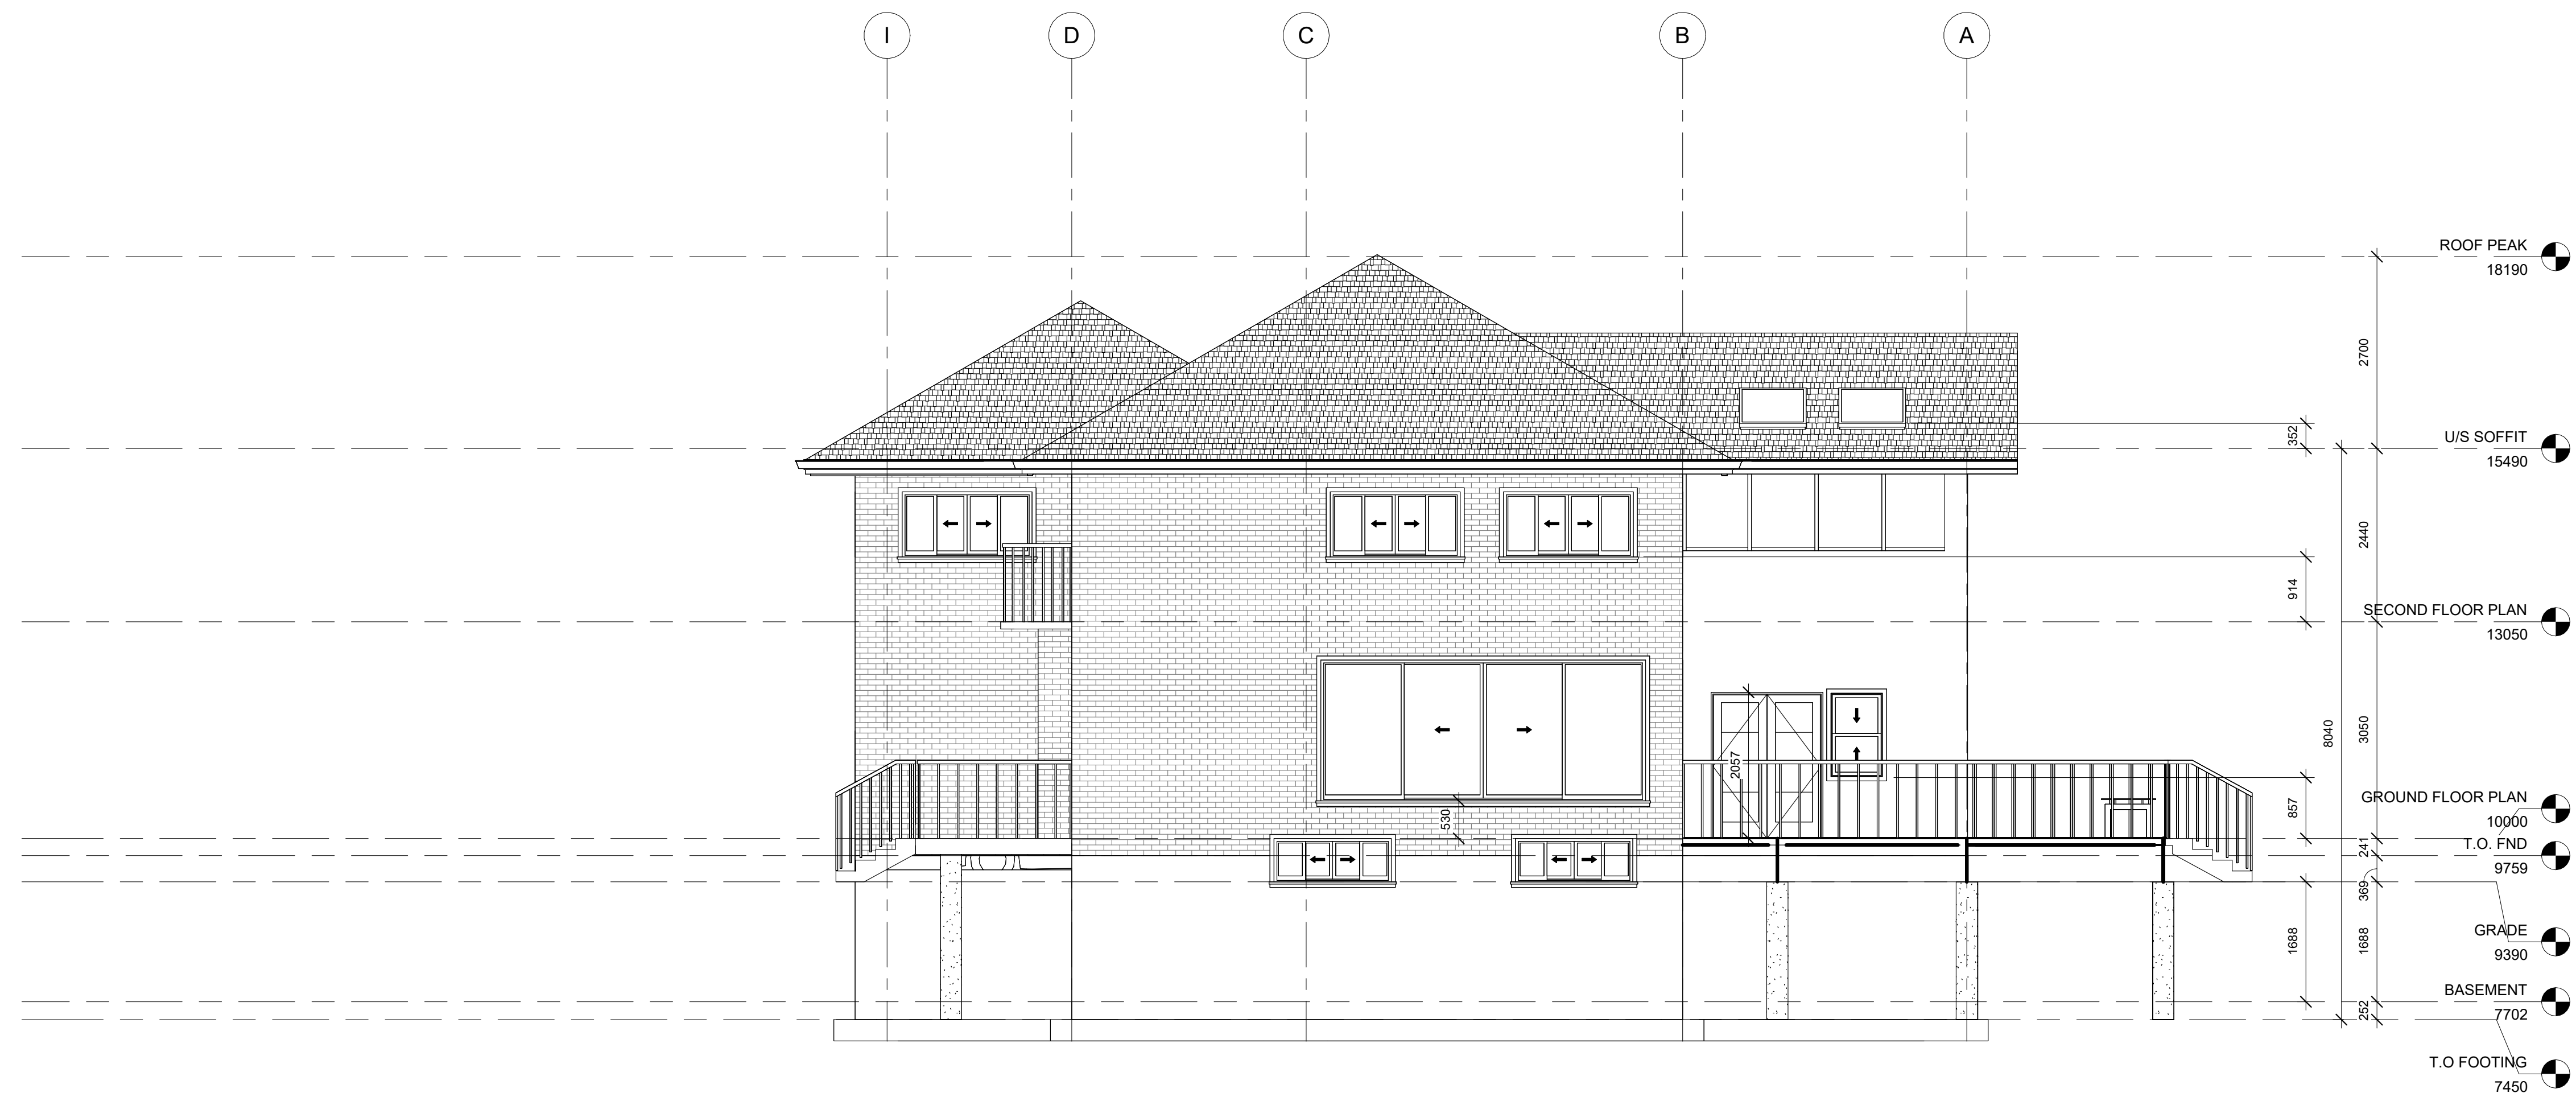 I
D
C
B
A
ROOF PEAK
18190
2700
352
U/S SOFFIT
15490
2440
914
SECOND FLOOR PLAN
13050
8040
3050
2057
857
530
GROUND FLOOR PLAN
10000
241
T.O. FND
9759
369
1688
1688
GRADE
9390
BASEMENT
7702
252
T.O FOOTING
7450